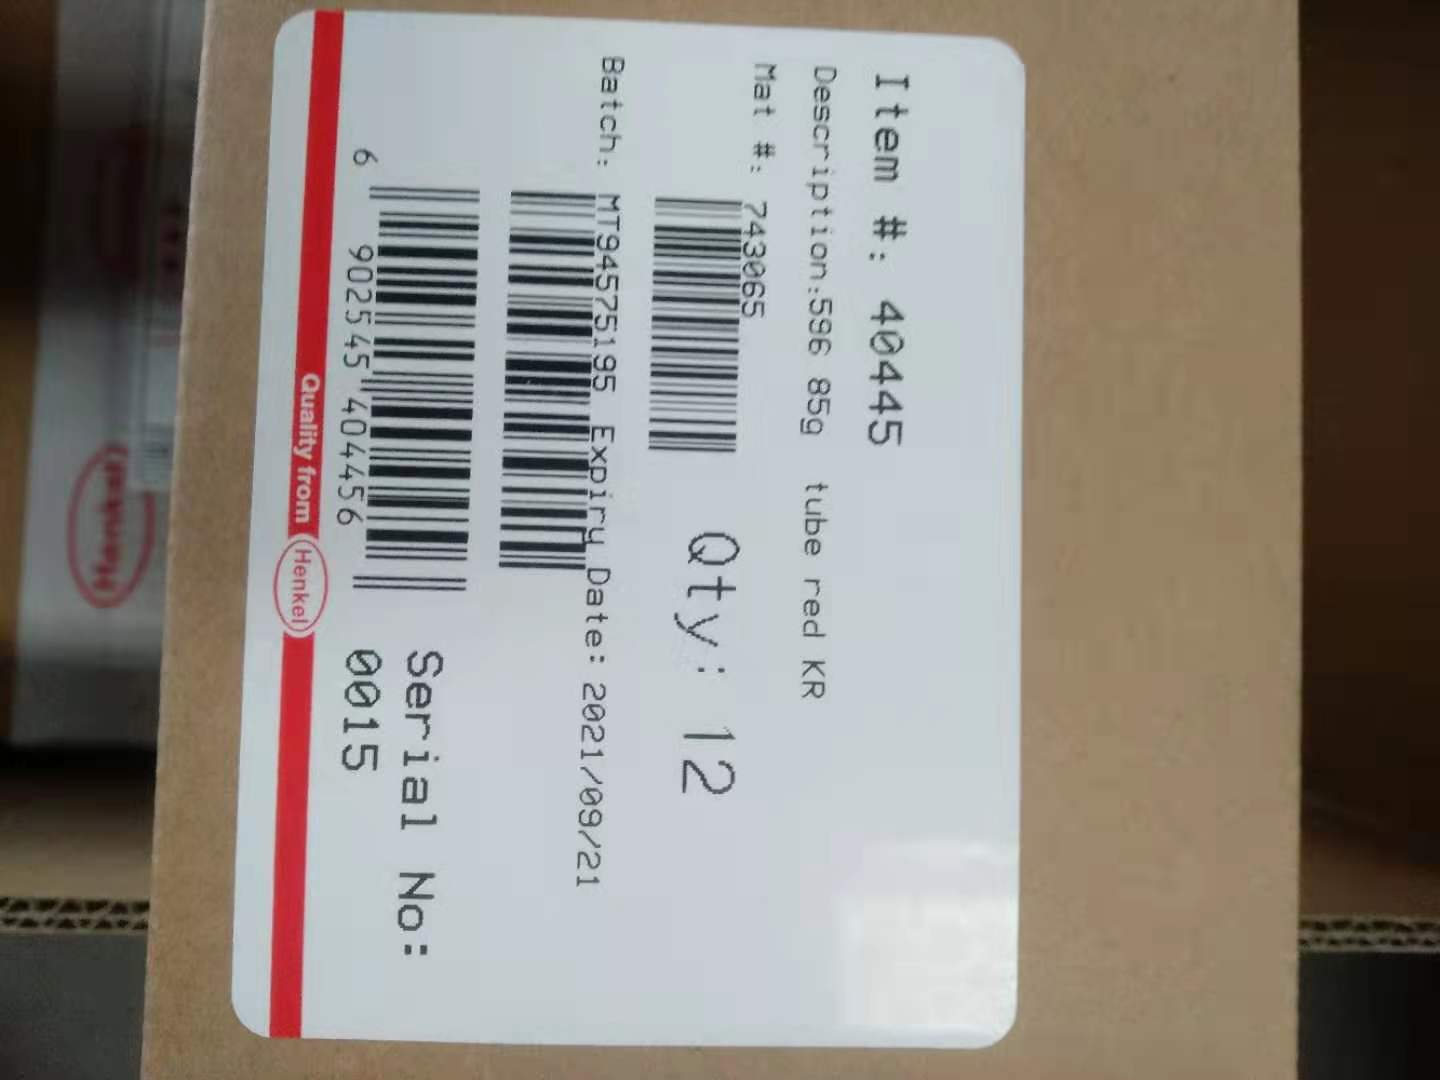 Item #: 40445
Description:596 85g tube red KR
Mat #: 743065
Qty: 12
Batch: MT94575195 Expiry Date: 2021/09/21
6 902545 404456
Serial No:
0015
Quality from Henkel
Henkel